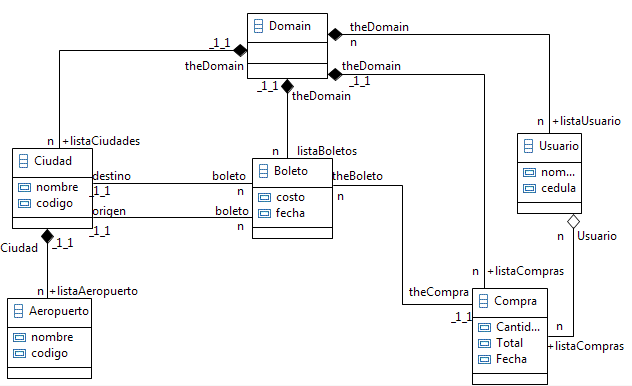 Domain
theDomain
n
_1_1
theDomain
theDomain
_1_1
_1_1
theDomain
n +listaUsuario
n +listaCiudades
n listaBoletos
Usuario
nom...
cedula
Ciudad
nombre
codigo
destino
_1_1
boleto
n
origen
_1_1
boleto
n
Boleto
costo
fecha
theBoleto
n
n Usuario
Ciudad
_1_1
n +listaCompras
n +listaAeropuerto
theCompra
_1_1
Aeropuerto
nombre
codigo
Compra
Cantid...
Total
Fecha
n
+listaCompras